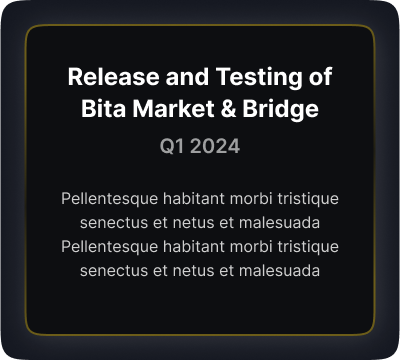 Release and Testing of
Bita Market & Bridge
Q1 2024
Pellentesque habitant morbi tristique
senectus et netus et malesuada
Pellentesque habitant morbi tristique
senectus et netus et malesuada